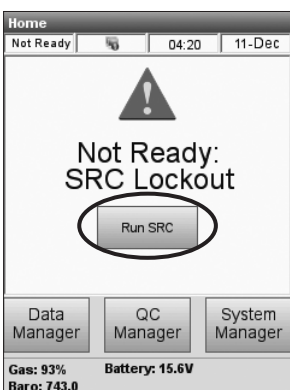 Home
Not Ready 04:20 11-Dec
Not Ready:
SRC Lockout
Run SRC
Data Manager
QC Manager
System Manager
Gas: 93% Battery: 15.6V
Baro: 743.0